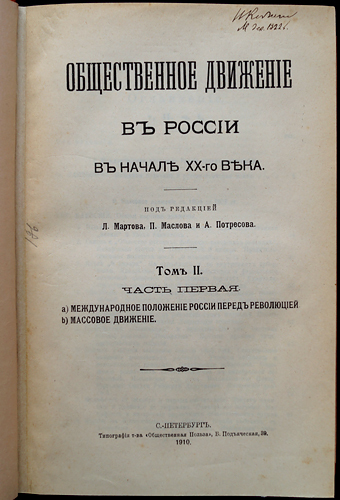 ОБЩЕСТВЕННОЕ ДВИЖЕНІЕ
ВЪ РОССІИ
ВЪ НАЧАЛѢ XX-го ВѢКА.
ПОДЪ РЕДАКЦІЕЙ
Л. Мартова, П. Маслова и А. Потресова.
Томъ II.
ЧАСТЬ ПЕРВАЯ.
а) МЕЖДУНАРОДНОЕ ПОЛОЖЕНІЕ РОССІИ ПЕРЕДЪ РЕВОЛЮЦІЕЙ
b) МАССОВОЕ ДВИЖЕНІЕ.
С.-ПЕТЕРБУРГЪ.
Типографія т-ва «Общественная Польза», Б. Подъяческая, 39.
1910.